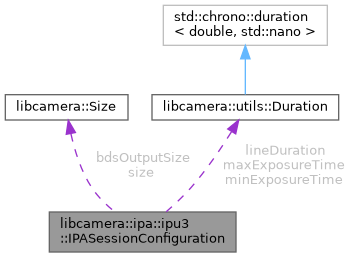 std::chrono::duration
< double, std::nano >
libcamera::Size
libcamera::utils::Duration
bdsOutputSize
size
lineDuration
maxExposureTime
minExposureTime
libcamera::ipa::ipu3
::IPASessionConfiguration